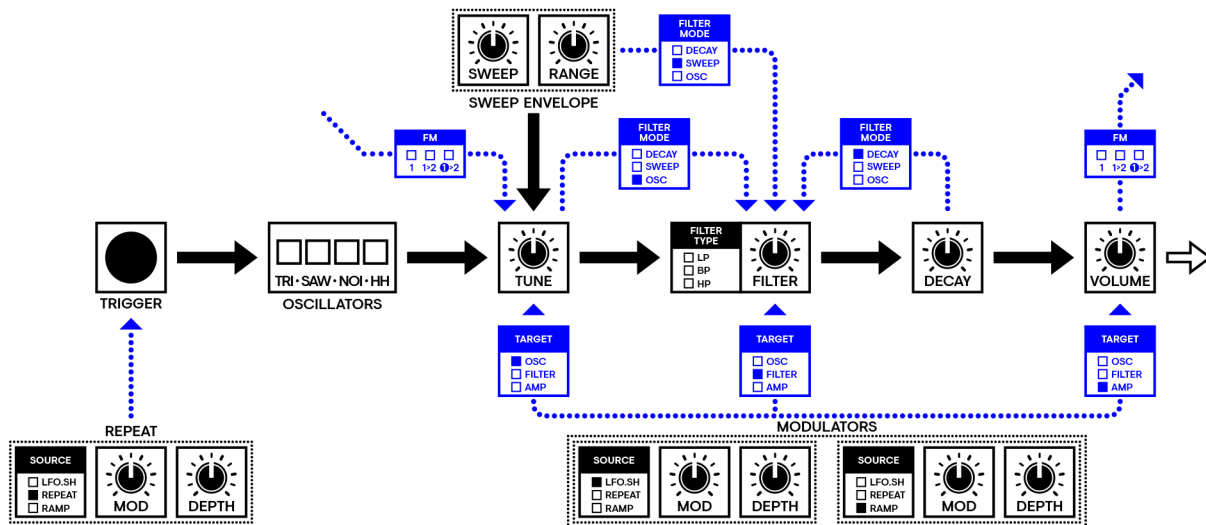 FILTER
MODE
DECAY
SWEEP
OSC
SWEEP
RANGE
SWEEP ENVELOPE
FM
1 1>2 ❶>2
FILTER
MODE
DECAY
SWEEP
OSC
FILTER
MODE
DECAY
SWEEP
OSC
FM
1 1>2 ❶>2
TRIGGER
TRI•SAW•NOI•HH
OSCILLATORS
TUNE
FILTER
TYPE
LP
BP
HP
FILTER
DECAY
VOLUME
TARGET
OSC
FILTER
AMP
TARGET
OSC
FILTER
AMP
TARGET
OSC
FILTER
AMP
REPEAT
SOURCE
LFO.SH
REPEAT
RAMP
MOD
DEPTH
MODULATORS
SOURCE
LFO.SH
REPEAT
RAMP
MOD
DEPTH
SOURCE
LFO.SH
REPEAT
RAMP
MOD
DEPTH